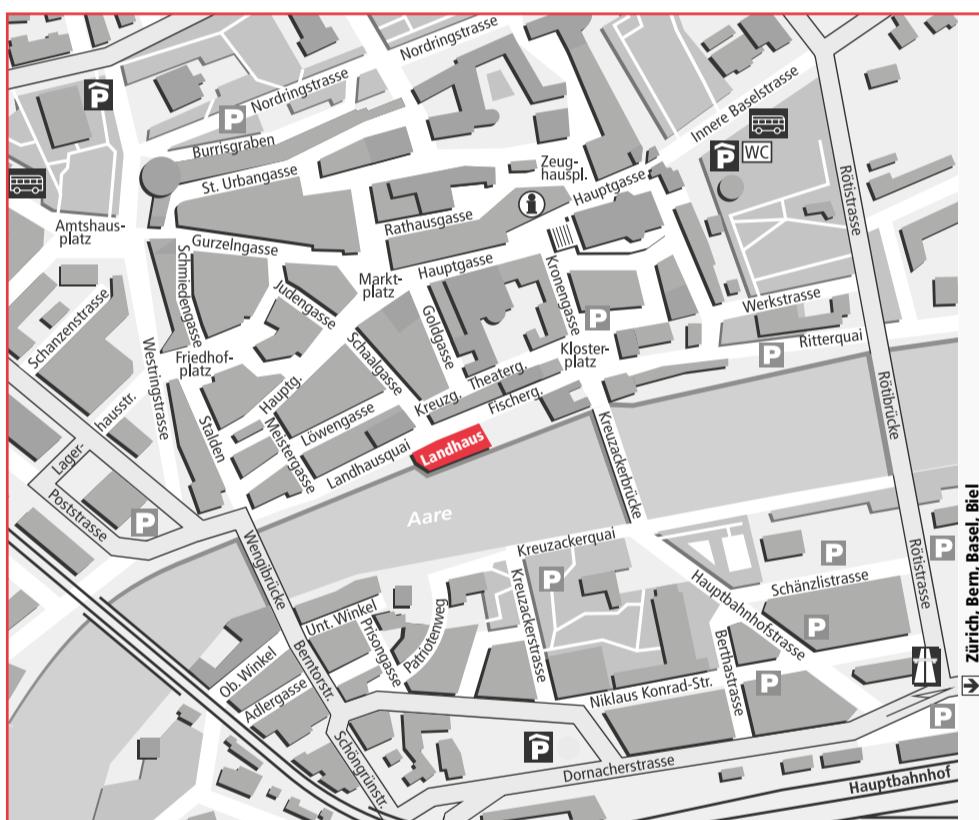 Nordringstrasse
Nordringstrasse
P
P
Burrisgraben
Innere Baselstrasse
P
WC
St. Urbangasse
Zeug-
hauspl.
Hauptgasse
i
Rathausgasse
Rötistrasse
Amtshaus-
platz
Gurzelngasse
Schmiedengasse
Markt-
platz
Hauptgasse
Judengasse
Kronengasse
Goldgasse
Werkstrasse
P
Schanzenstrasse
Westringstrasse
Friedhof-
platz
Schaalgasse
Kloster-
platz
P
Ritterquai
Theaterg.
Kreuzg.
Hauptg.
Fischerg.
Löwengasse
Lager-
hausstr.
Stalden
Meistergasse
Landhausquai
Landhaus
Kreuzackerbrücke
Rötibrücke
Poststrasse
P
Aare
Wengibrücke
Kreuzackerquai
P
P
P
Schänzlistrasse
Rötistrasse
Kreuzackerstrasse
Hauptbahnhofstrasse
Unt. Winkel
Prisongasse
Patriotenweg
P
Ob. Winkel
Berntorstr.
Adlergasse
Berthastrasse
Niklaus Konrad-Str.
P
Zürich, Bern, Basel, Biel
P
Schöngrünstr.
P
Dornacherstrasse
Hauptbahnhof